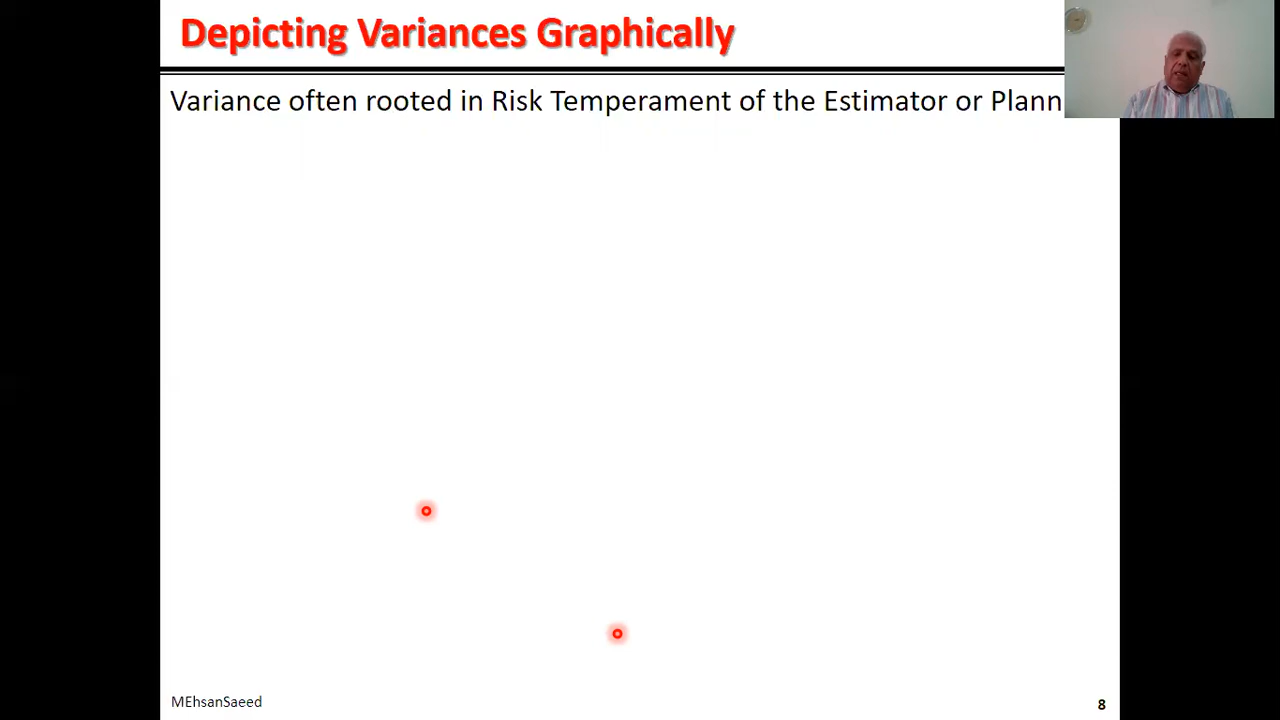 Depicting Variances Graphically
Variance often rooted in Risk Temperament of the Estimator or Plann
MEhsanSaeed
8